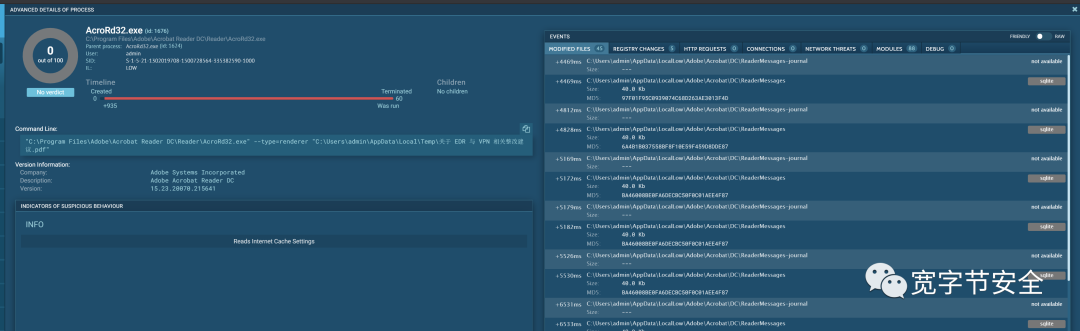 ADVANCED DETAILS OF PROCESS
0
out of 100
No verdict
AcroRd32.exe (id: 1676)
C:\Program Files\Adobe\Acrobat Reader DC\Reader\AcroRd32.exe
Parent process: AcroRd32.exe (id: 1624)
User: admin
SID: S-1-5-21-1302019708-1500728564-335382590-1000
IL: LOW
Timeline
Created
0
+935
Terminated
60
Was run
Children
No children
Command Line:
"C:\Program Files\Adobe\Acrobat Reader DC\Reader\AcroRd32.exe" --type=renderer "C:\Users\admin\AppData\Local\Temp\关于 EDR 与 VPN 相关整改建
议.pdf"
Version Information:
Company: Adobe Systems Incorporated
Description: Adobe Acrobat Reader DC
Version: 15.23.20070.215641
INDICATORS OF SUSPICIOUS BEHAVIOUR
INFO
Reads Internet Cache Settings
EVENTS
FRIENDLY RAW
MODIFIED FILES 45 REGISTRY CHANGES 5 HTTP REQUESTS 0 CONNECTIONS 0 NETWORK THREATS 0 MODULES DEBUG 0
+4469ms C:\Users\admin\AppData\LocalLow\Adobe\Acrobat\DC\ReaderMessages-journal not available
Size: ---
+4469ms C:\Users\admin\AppData\LocalLow\Adobe\Acrobat\DC\ReaderMessages sqlite
Size: 40.0 Kb
MD5: 97F01F95C0939074C68D263AE3013F4D
+4812ms C:\Users\admin\AppData\LocalLow\Adobe\Acrobat\DC\ReaderMessages-journal not available
Size: ---
+4828ms C:\Users\admin\AppData\LocalLow\Adobe\Acrobat\DC\ReaderMessages sqlite
Size: 40.0 Kb
MD5: 6A4B1B037558BF8F10E59F459D8DDE87
+5169ms C:\Users\admin\AppData\LocalLow\Adobe\Acrobat\DC\ReaderMessages-journal not available
Size: ---
+5172ms C:\Users\admin\AppData\LocalLow\Adobe\Acrobat\DC\ReaderMessages sqlite
Size: 40.0 Kb
MD5: BA46008BE0FA6DECBC5BF0C01AEE4F87
+5179ms C:\Users\admin\AppData\LocalLow\Adobe\Acrobat\DC\ReaderMessages-journal not available
Size: ---
+5182ms C:\Users\admin\AppData\LocalLow\Adobe\Acrobat\DC\ReaderMessages sqlite
Size: 40.0 Kb
MD5: BA46008BE0FA6DECBC5BF0C01AEE4F87
+5526ms C:\Users\admin\AppData\LocalLow\Adobe\Acrobat\DC\ReaderMessages-journal not available
Size: ---
+5530ms C:\Users\admin\AppData\LocalLow\Adobe\Acrobat\DC\ReaderMessages sqlite
Size: 40.0 Kb
MD5: BA46008BE0FA6DECBC5BF0C01AEE4F87
+6531ms C:\Users\admin\AppData\LocalLow\Adobe\Acrobat\DC\ReaderMessages-journal not available
Size: ---
+6533ms C:\Users\admin\AppData\LocalLow\Adobe\Acrobat\DC\ReaderMessages sqlite
Size: 40.0 Kb
宽字节安全